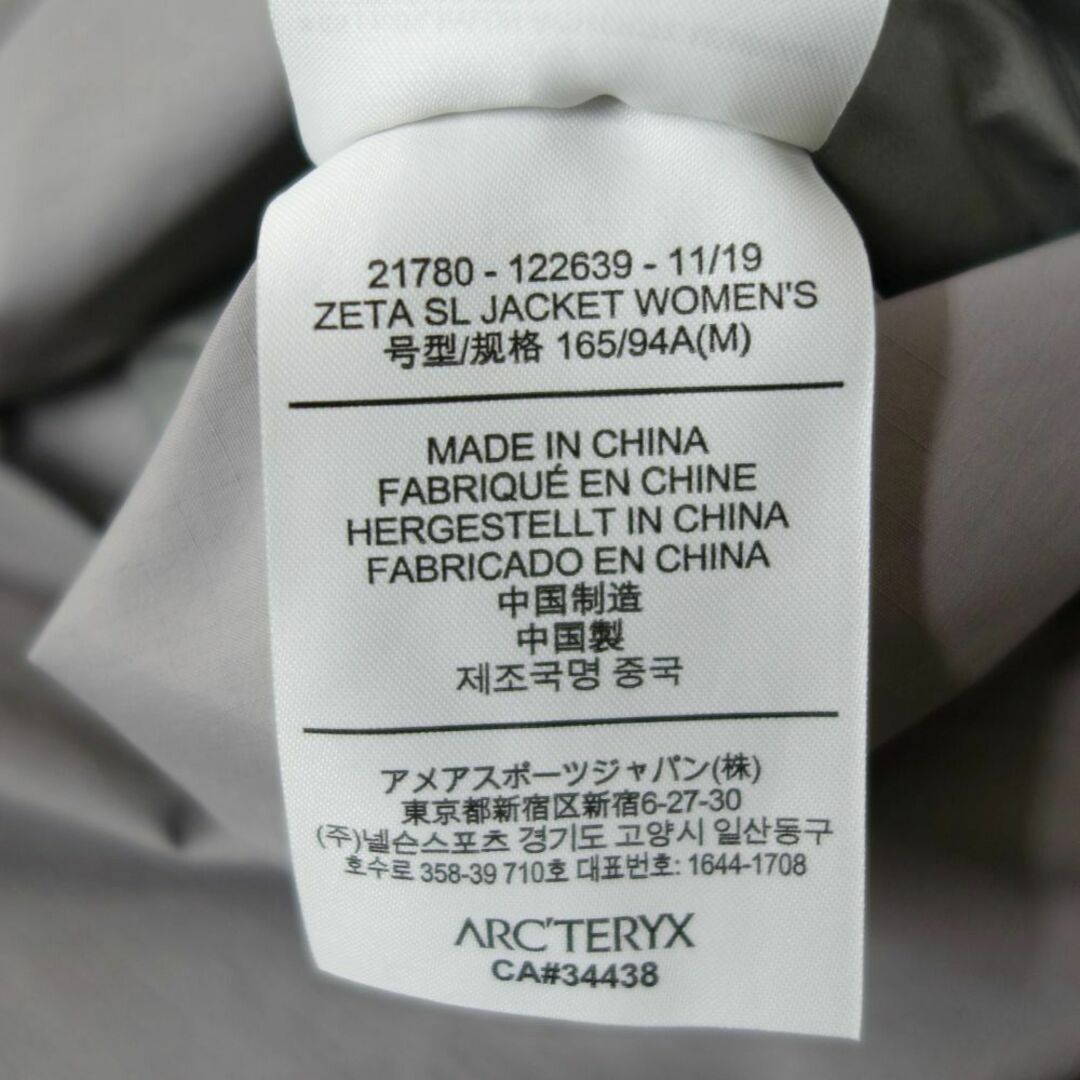 21780 - 122639 - 11/19
ZETA SL JACKET WOMEN'S
号型/规格 165/94A(M)
MADE IN CHINA
FABRIQUÉ EN CHINE
HERGESTELLT IN CHINA
FABRICADO EN CHINA
中国制造
中国製
제조국명 중국
アメアスポーツジャパン(株)
東京都新宿区新宿6-27-30
(주)넬슨스포츠 경기도 고양시 일산동구
호수로 358-39 710호 대표번호: 1644-1708
ARC'TERYX
CA#34438